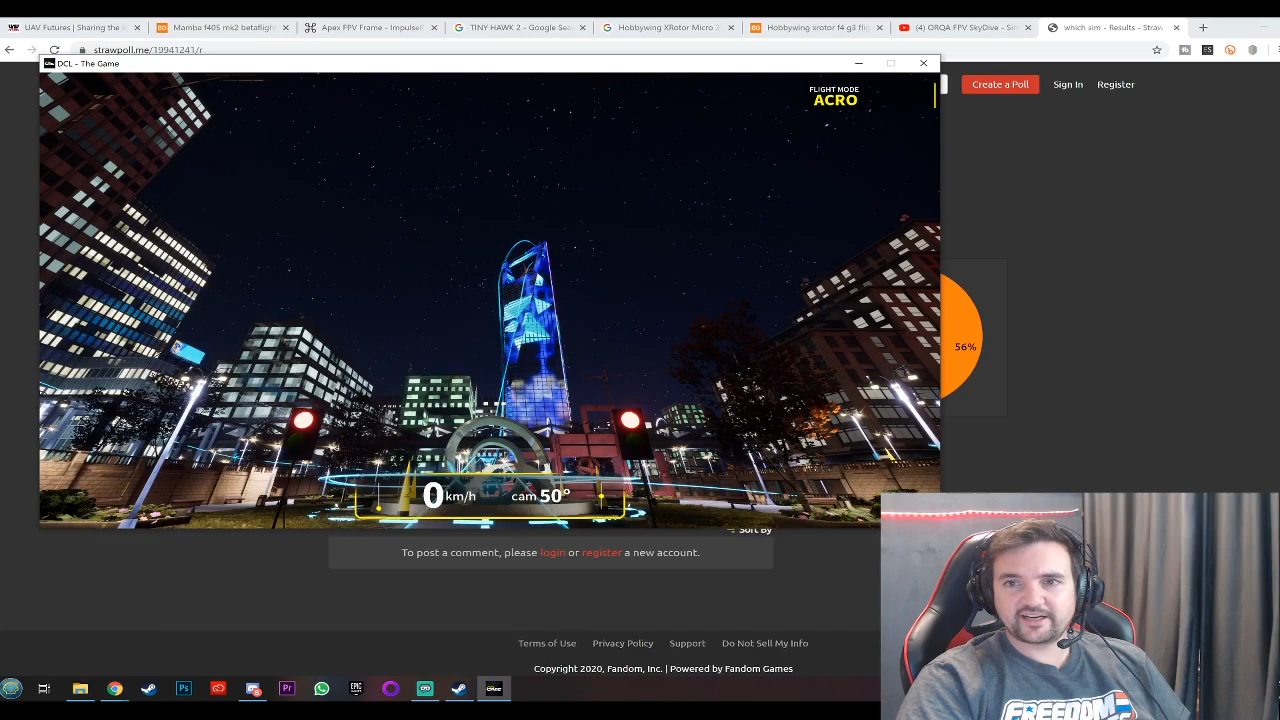 UAV Futures | Sharing the
Mamba f405 mk2 betaflight
Apex FPV Frame - ImpulseR
TINY HAWK 2 - Google Sea
Hobbywing XRotor Micro
Hobbywing xrotor f4 g3 flig
(4) ORQA FPV SkyDive - Sin
which sim - Results - Straw
strawpoll.me/19941241/r
DCL - The Game
Create a Poll
Sign In
Register
FLIGHT MODE
ACRO
56%
0 km/h
cam 50°
Sort By
To post a comment, please login or register a new account.
Terms of Use
Privacy Policy
Support
Do Not Sell My Info
Copyright 2020, Fandom, Inc. | Powered by Fandom Games
FREEDOM